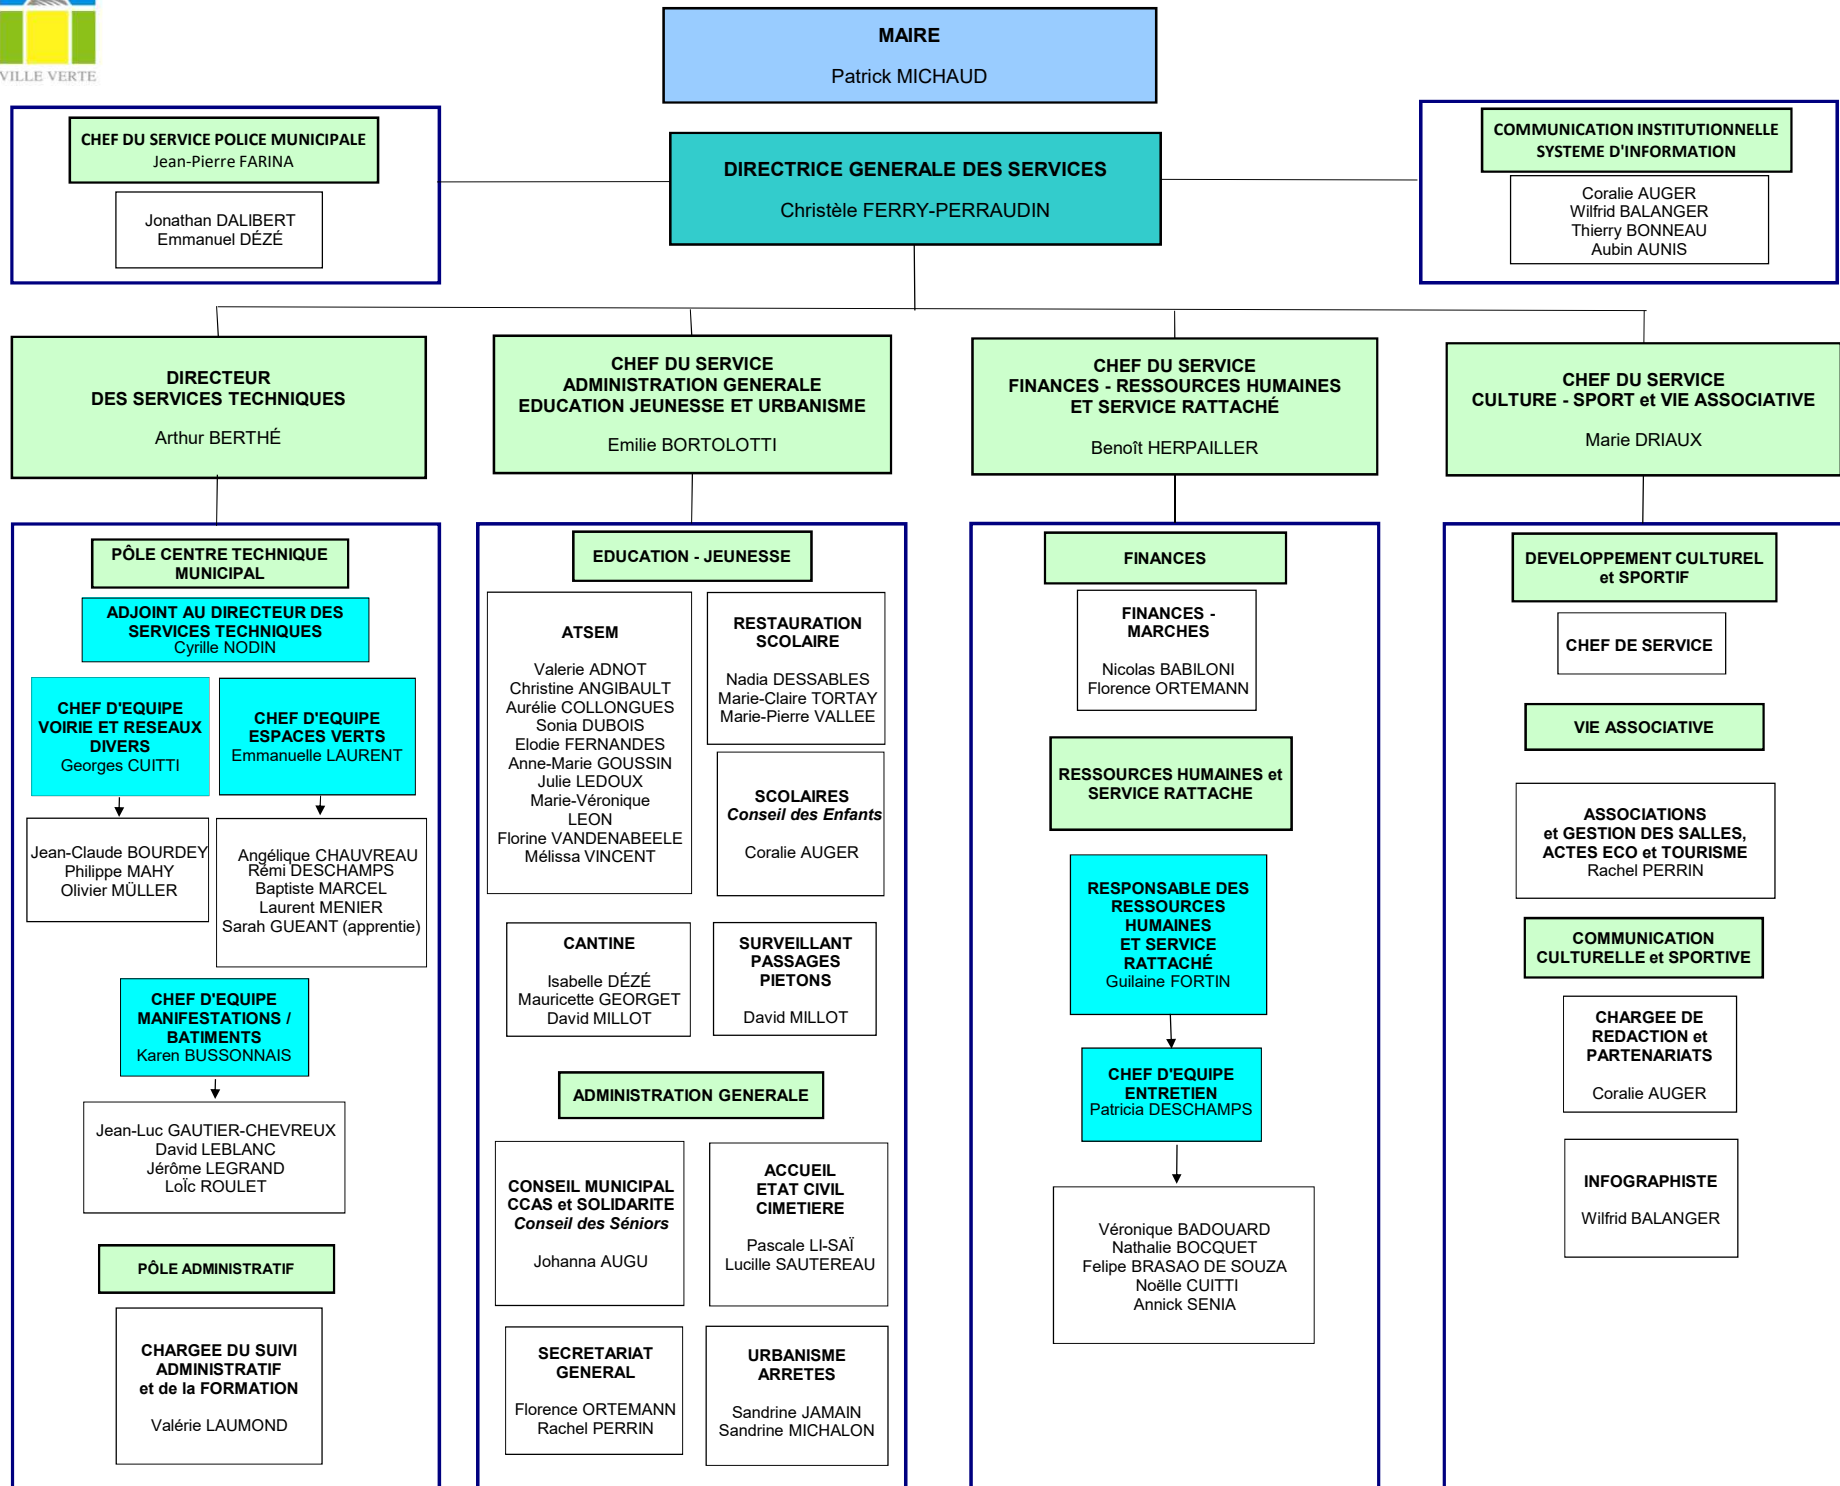 VILLE VERTE
MAIRE
Patrick MICHAUD
CHEF DU SERVICE POLICE MUNICIPALE
Jean-Pierre FARINA
Jonathan DALIBERT
Emmanuel DÉZÉ
DIRECTRICE GENERALE DES SERVICES
Christèle FERRY-PERRAUDIN
COMMUNICATION INSTITUTIONNELLE
SYSTEME D'INFORMATION
Coralie AUGER
Wilfrid BALANGER
Thierry BONNEAU
Aubin AUNIS
DIRECTEUR
DES SERVICES TECHNIQUES
Arthur BERTHÉ
CHEF DU SERVICE
ADMINISTRATION GENERALE
EDUCATION JEUNESSE ET URBANISME
Emilie BORTOLOTTI
CHEF DU SERVICE
FINANCES - RESSOURCES HUMAINES
ET SERVICE RATTACHÉ
Benoît HERPAILLER
CHEF DU SERVICE
CULTURE - SPORT et VIE ASSOCIATIVE
Marie DRIAUX
PÔLE CENTRE TECHNIQUE
MUNICIPAL
ADJOINT AU DIRECTEUR DES
SERVICES TECHNIQUES
Cyrille NODIN
CHEF D'EQUIPE
VOIRIE ET RESEAUX
DIVERS
Georges CUITTI
CHEF D'EQUIPE
ESPACES VERTS
Emmanuelle LAURENT
Jean-Claude BOURDEY
Philippe MAHY
Olivier MÜLLER
Angélique CHAUVREAU
Rémi DESCHAMPS
Baptiste MARCEL
Laurent MENIER
Sarah GUEANT (apprentie)
CHEF D'EQUIPE
MANIFESTATIONS /
BATIMENTS
Karen BUSSONNAIS
Jean-Luc GAUTIER-CHEVREUX
David LEBLANC
Jérôme LEGRAND
LoÏc ROULET
PÔLE ADMINISTRATIF
CHARGEE DU SUIVI
ADMINISTRATIF
et de la FORMATION
Valérie LAUMOND
EDUCATION - JEUNESSE
ATSEM
Valerie ADNOT
Christine ANGIBAULT
Aurélie COLLONGUES
Sonia DUBOIS
Elodie FERNANDES
Anne-Marie GOUSSIN
Julie LEDOUX
Marie-Véronique
LEON
Florine VANDENABEELE
Mélissa VINCENT
RESTAURATION
SCOLAIRE
Nadia DESSABLES
Marie-Claire TORTAY
Marie-Pierre VALLEE
SCOLAIRES
Conseil des Enfants
Coralie AUGER
CANTINE
Isabelle DÉZÉ
Mauricette GEORGET
David MILLOT
SURVEILLANT
PASSAGES
PIETONS
David MILLOT
ADMINISTRATION GENERALE
CONSEIL MUNICIPAL
CCAS et SOLIDARITE
Conseil des Séniors
Johanna AUGU
ACCUEIL
ETAT CIVIL
CIMETIERE
Pascale LI-SAÏ
Lucille SAUTEREAU
SECRETARIAT
GENERAL
Florence ORTEMANN
Rachel PERRIN
URBANISME
ARRETES
Sandrine JAMAIN
Sandrine MICHALON
FINANCES
FINANCES -
MARCHES
Nicolas BABILONI
Florence ORTEMANN
RESSOURCES HUMAINES et
SERVICE RATTACHE
RESPONSABLE DES
RESSOURCES
HUMAINES
ET SERVICE
RATTACHÉ
Guilaine FORTIN
CHEF D'EQUIPE
ENTRETIEN
Patricia DESCHAMPS
Véronique BADOUARD
Nathalie BOCQUET
Felipe BRASAO DE SOUZA
Noëlle CUITTI
Annick SENIA
DEVELOPPEMENT CULTUREL
et SPORTIF
CHEF DE SERVICE
VIE ASSOCIATIVE
ASSOCIATIONS
et GESTION DES SALLES,
ACTES ECO et TOURISME
Rachel PERRIN
COMMUNICATION
CULTURELLE et SPORTIVE
CHARGEE DE
REDACTION et
PARTENARIATS
Coralie AUGER
INFOGRAPHISTE
Wilfrid BALANGER